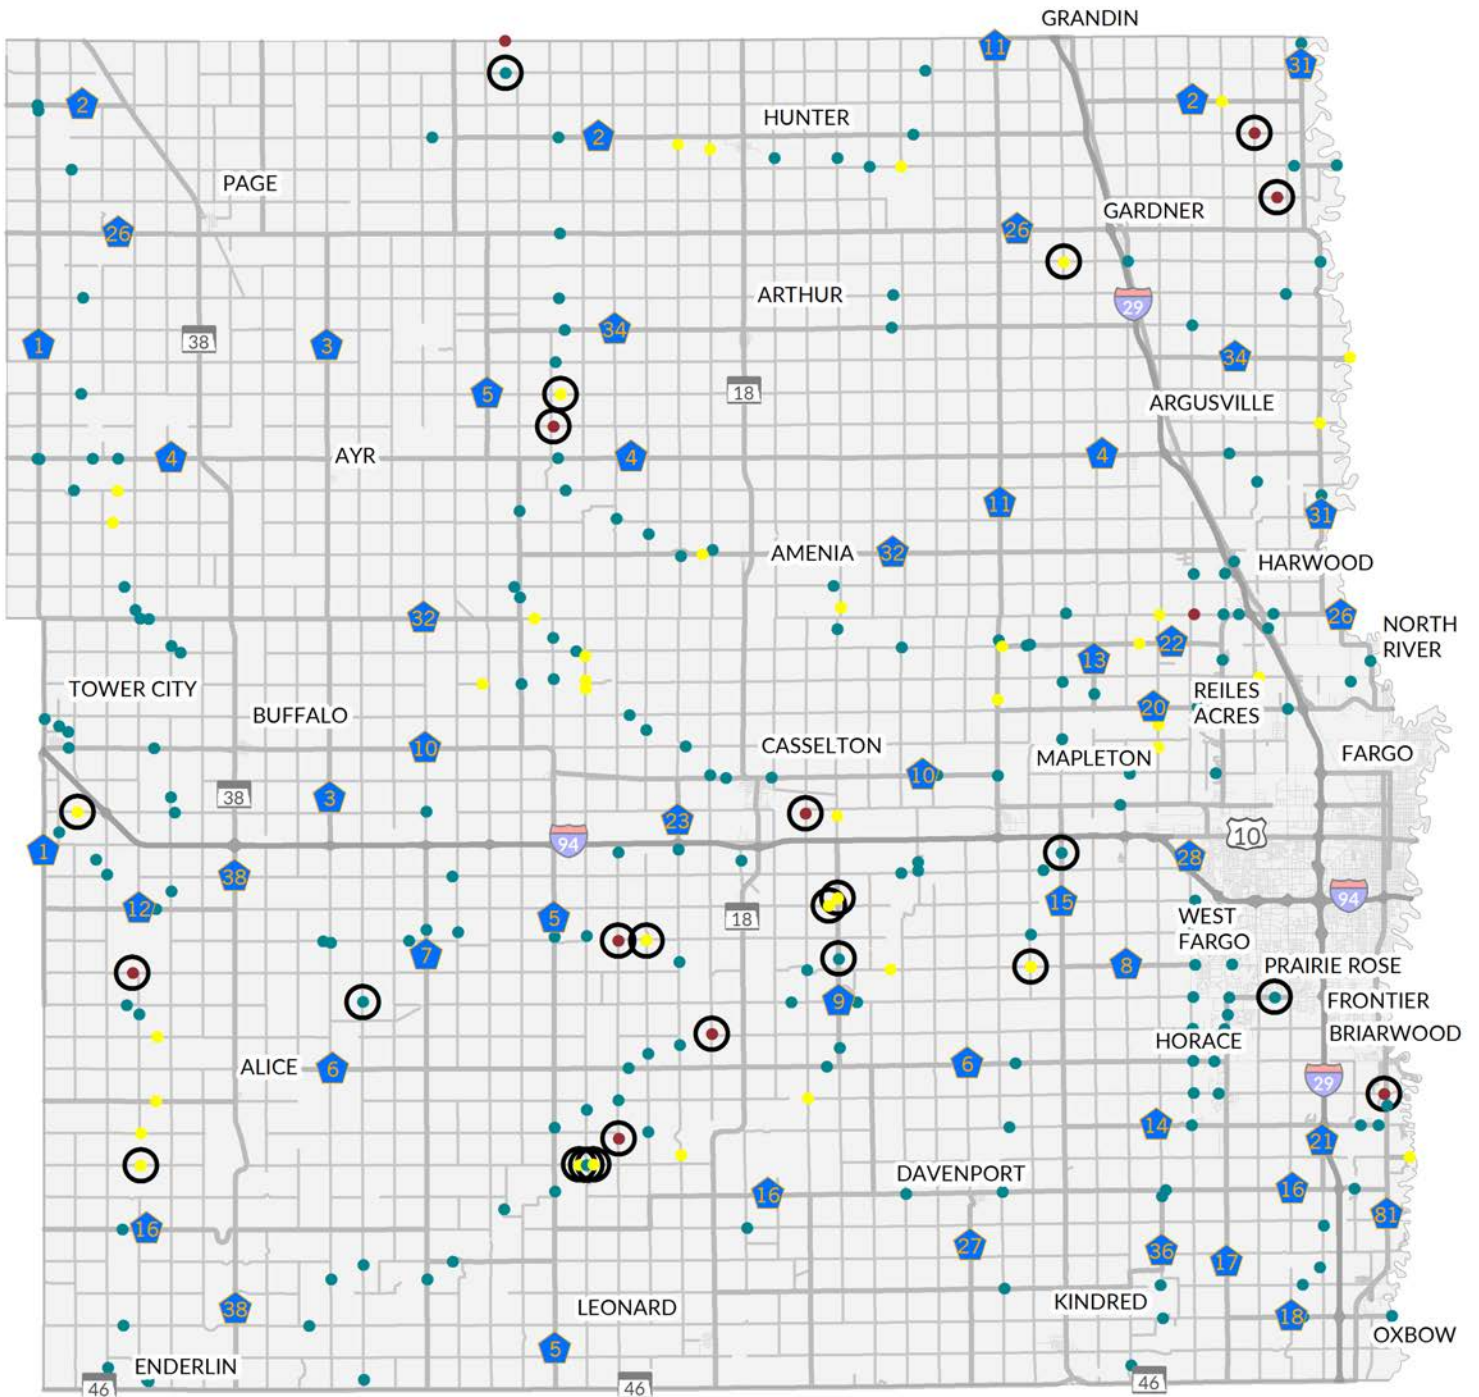 GRANDIN
11
31
2
2
HUNTER
2
PAGE
GARDNER
26
26
ARTHUR
29
34
1
38
3
34
5
18
ARGUSVILLE
AYR
4
4
4
11
31
AMENIA
32
HARWOOD
32
26
NORTH
RIVER
22
13
TOWER CITY
REILES
ACRES
20
BUFFALO
10
CASSELTON
MAPLETON
FARGO
10
38
3
23
94
10
1
28
38
94
12
5
18
15
WEST
FARGO
7
8
PRAIRIE ROSE
9
FRONTIER
BRIARWOOD
HORACE
ALICE
6
6
29
14
21
DAVENPORT
16
16
81
16
27
36
17
38
LEONARD
KINDRED
18
OXBOW
5
ENDERLIN
46
46
46